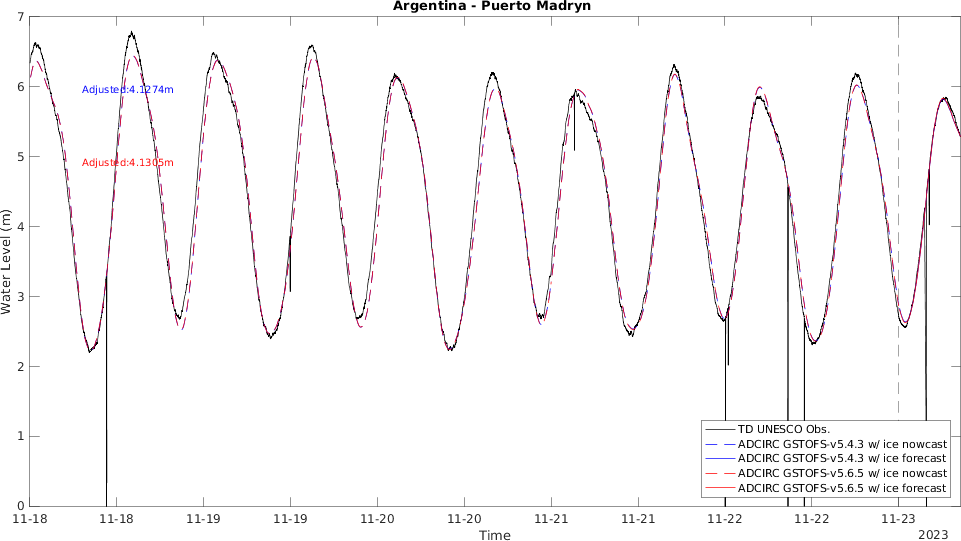 Argentina - Puerto Madryn
7
6
5
4
3
2
1
0
Water Level (m)
Adjusted:4.1274m
Adjusted:4.1305m
TD UNESCO Obs.
ADCIRC GSTOFS-v5.4.3 w/ ice nowcast
ADCIRC GSTOFS-v5.4.3 w/ ice forecast
ADCIRC GSTOFS-v5.6.5 w/ ice nowcast
ADCIRC GSTOFS-v5.6.5 w/ ice forecast
11-18 11-18 11-19 11-19 11-20 11-20 11-21 11-21 11-22 11-22 11-23
2023
Time